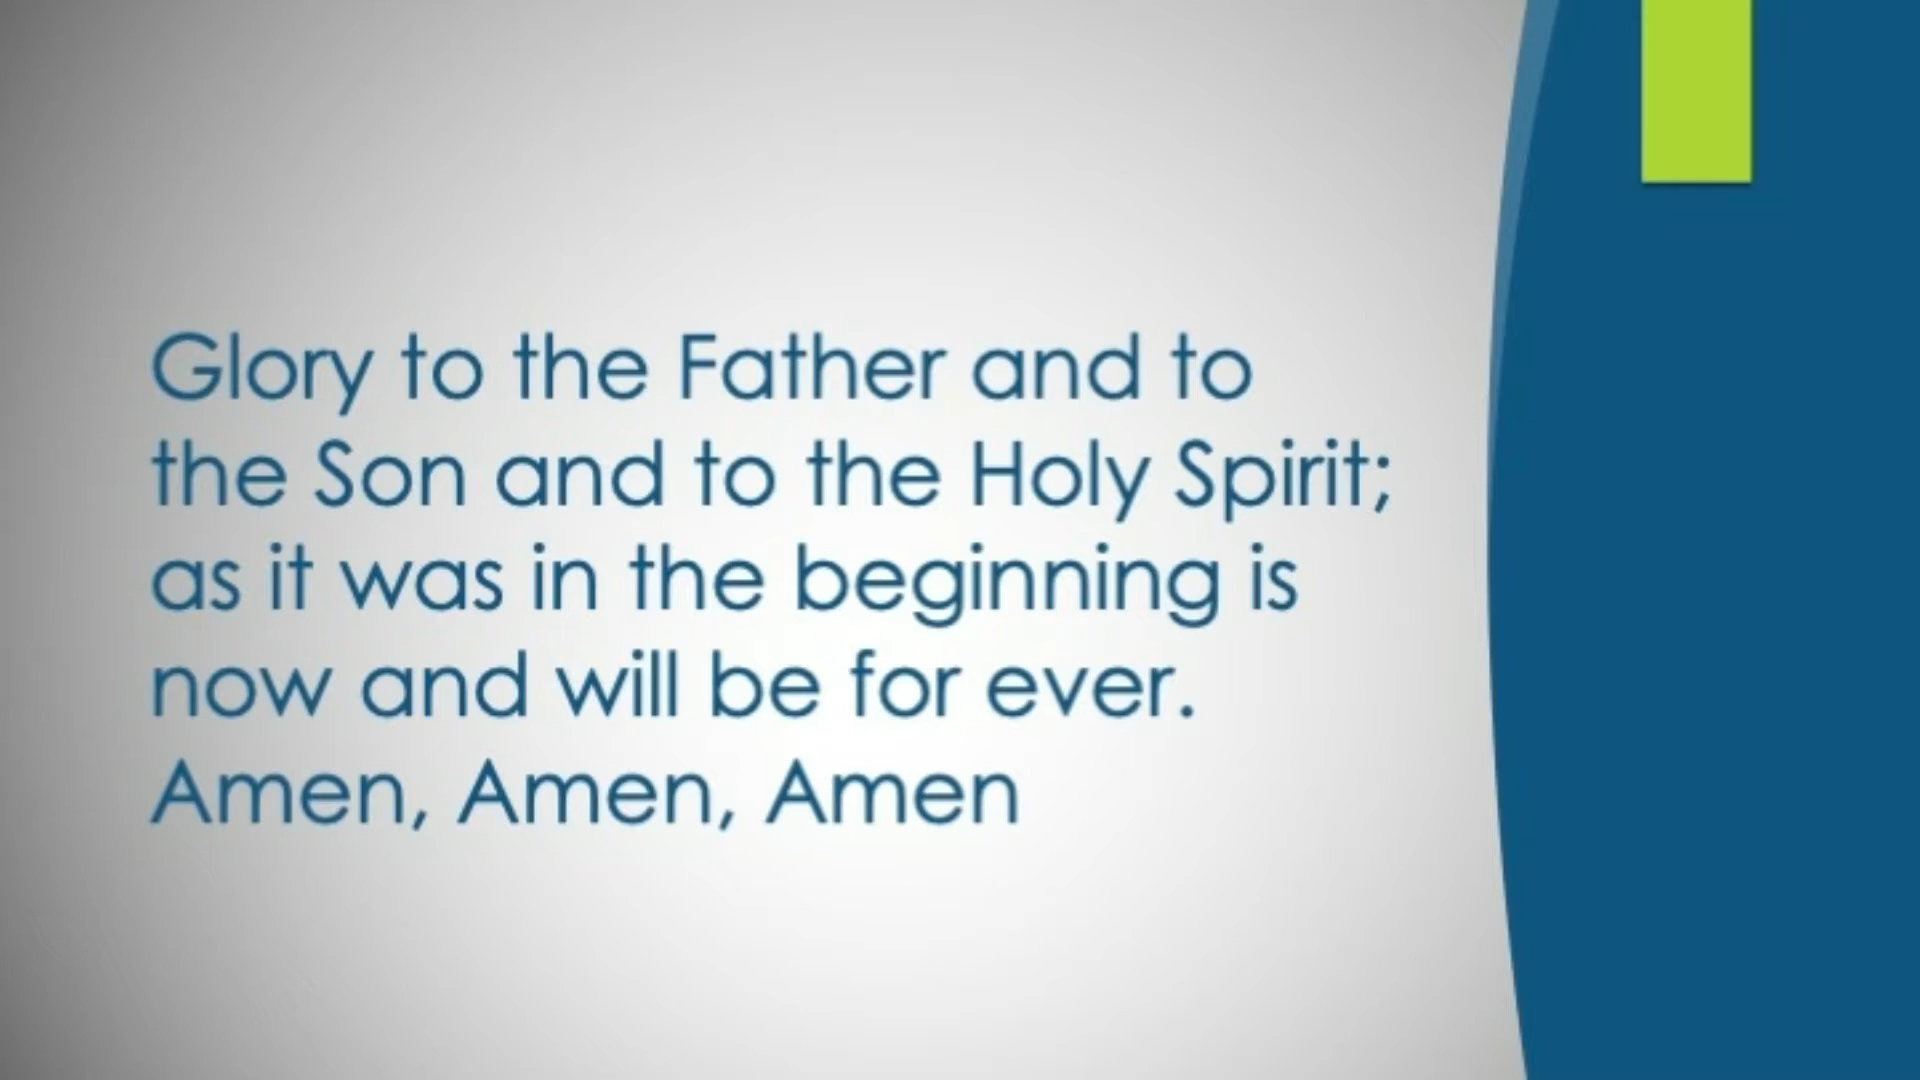 Glory to the Father and to
the Son and to the Holy Spirit;
as it was in the beginning is
now and will be for ever.
Amen, Amen, Amen